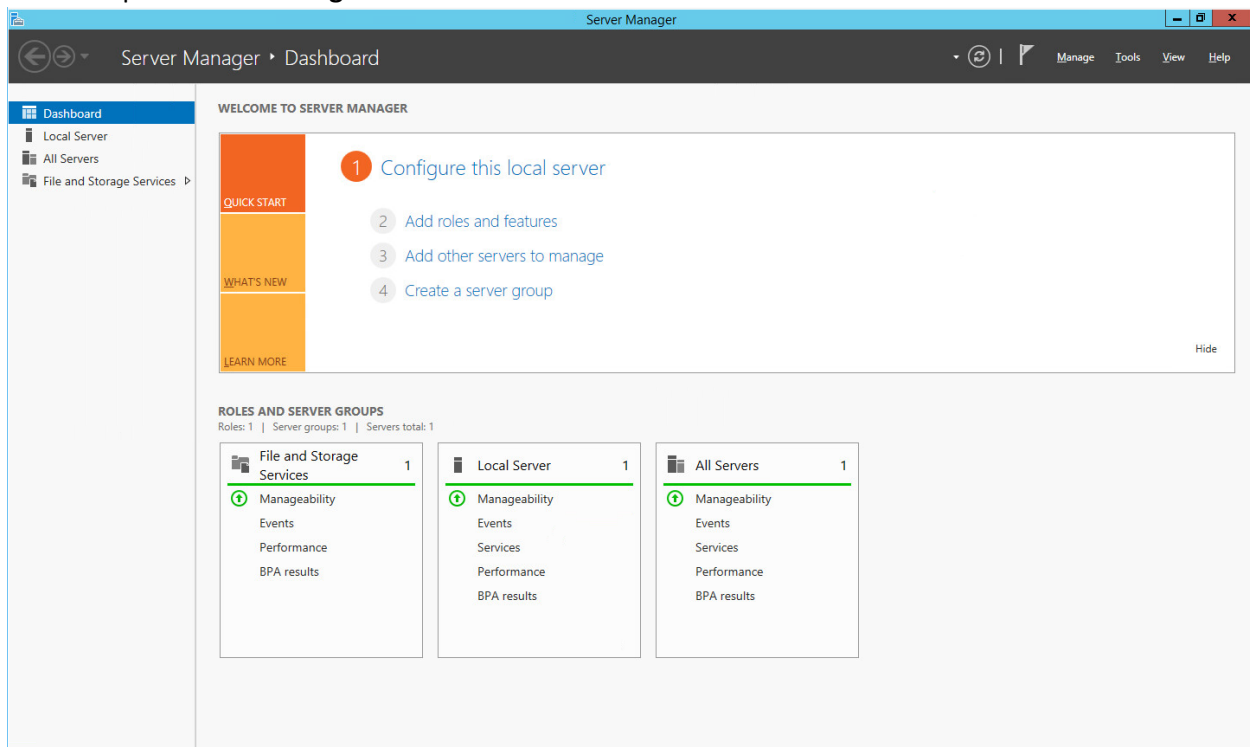 Server Manager
Server Manager • Dashboard
Manage Tools View Help
Dashboard
Local Server
All Servers
File and Storage Services
WELCOME TO SERVER MANAGER
QUICK START
WHAT'S NEW
LEARN MORE
1 Configure this local server
2 Add roles and features
3 Add other servers to manage
4 Create a server group
Hide
ROLES AND SERVER GROUPS
Roles: 1 | Server groups: 1 | Servers total: 1
File and Storage
Services 1
Manageability
Events
Performance
BPA results
Local Server 1
Manageability
Events
Services
Performance
BPA results
All Servers 1
Manageability
Events
Services
Performance
BPA results